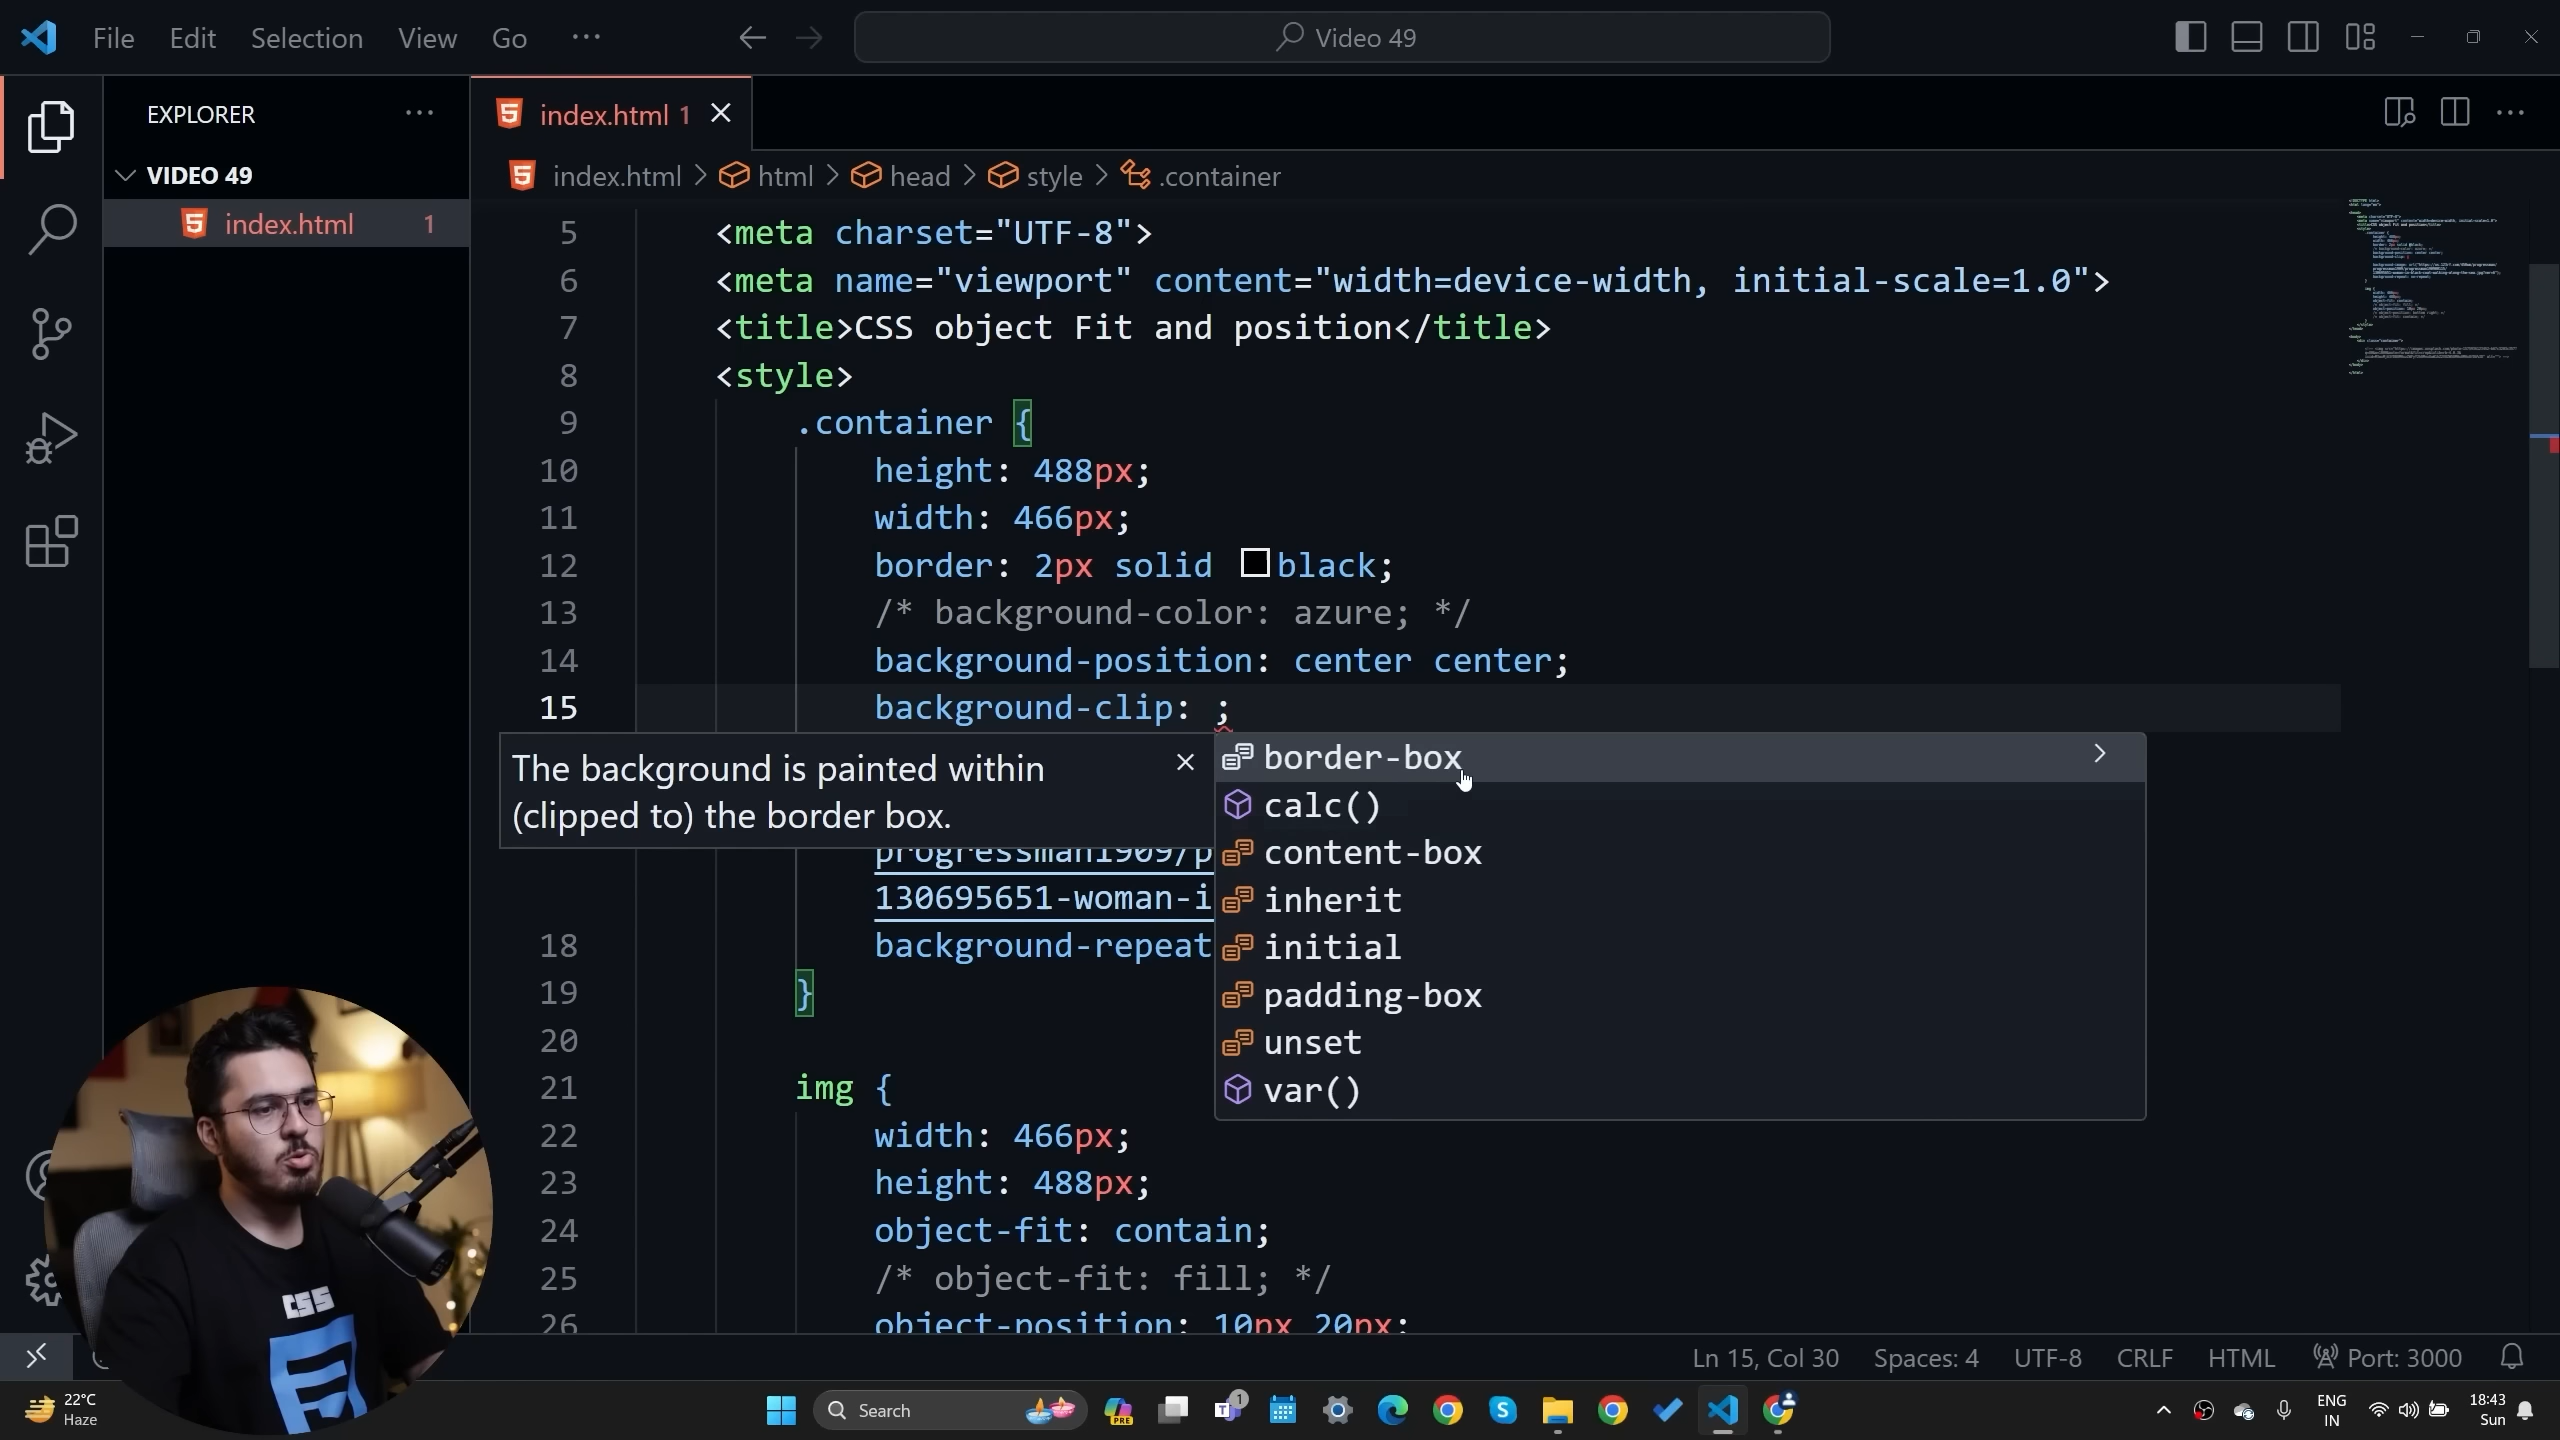 File Edit Selection View Go ... Video 49
EXPLORER ...
VIDEO 49
index.html 1
index.html 1
index.html > html > head > style > .container
5 <meta charset="UTF-8">
6 <meta name="viewport" content="width=device-width, initial-scale=1.0">
7 <title>CSS object Fit and position</title>
8 <style>
9 .container {
10 height: 488px;
11 width: 466px;
12 border: 2px solid black;
13 /* background-color: azure; */
14 background-position: center center;
15 background-clip: ;
The background is painted within
(clipped to) the border box.
border-box
calc()
content-box
inherit
initial
padding-box
unset
var()
progressman1909/p
130695651-woman-i
18 background-repeat
19 }
20
21 img {
22 width: 466px;
23 height: 488px;
24 object-fit: contain;
25 /* object-fit: fill; */
26 object-position: 10px 20px;
CSS
Ln 15, Col 30 Spaces: 4 UTF-8 CRLF HTML Port: 3000
22°C
Haze
Search
PRE
1
ENG
IN
18:43
Sun